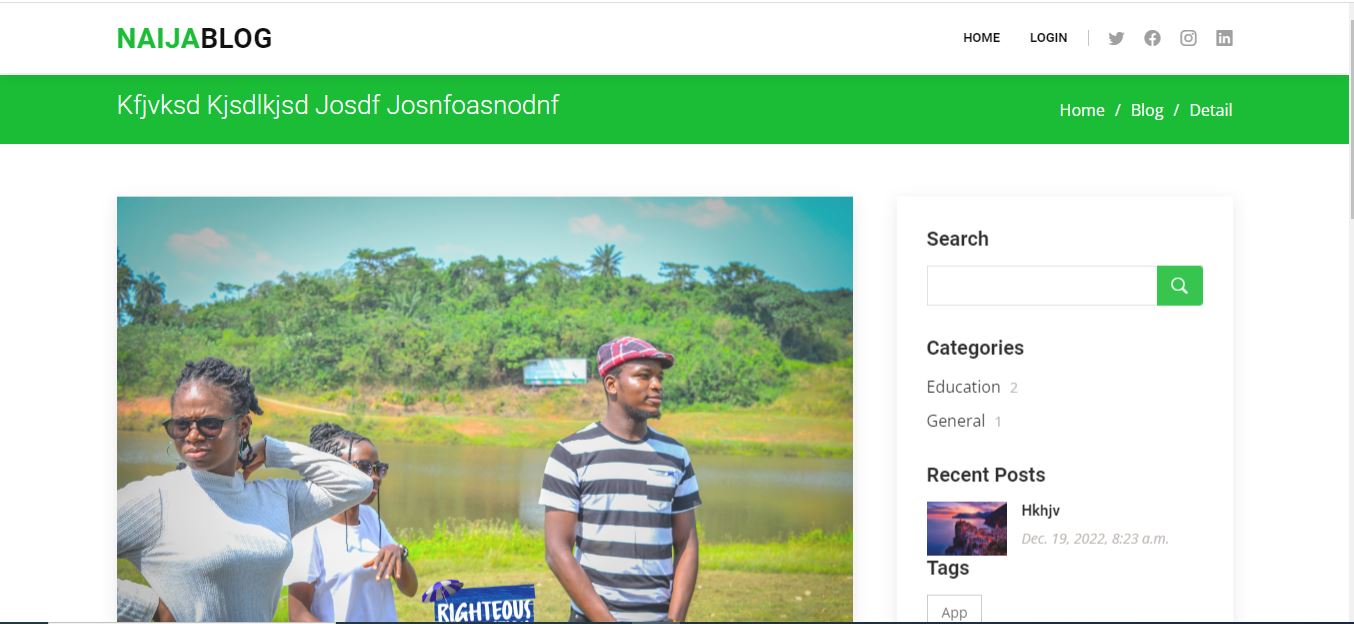 NAIJABLOG
HOME LOGIN
Kfjvksd Kjsdlkjsd Josdf Josnfoasnodnf
Home / Blog / Detail
RIGHTEOUS
Search
Categories
Education 2
General 1
Recent Posts
Hkhjv
Dec. 19, 2022, 8:23 a.m.
Tags
App